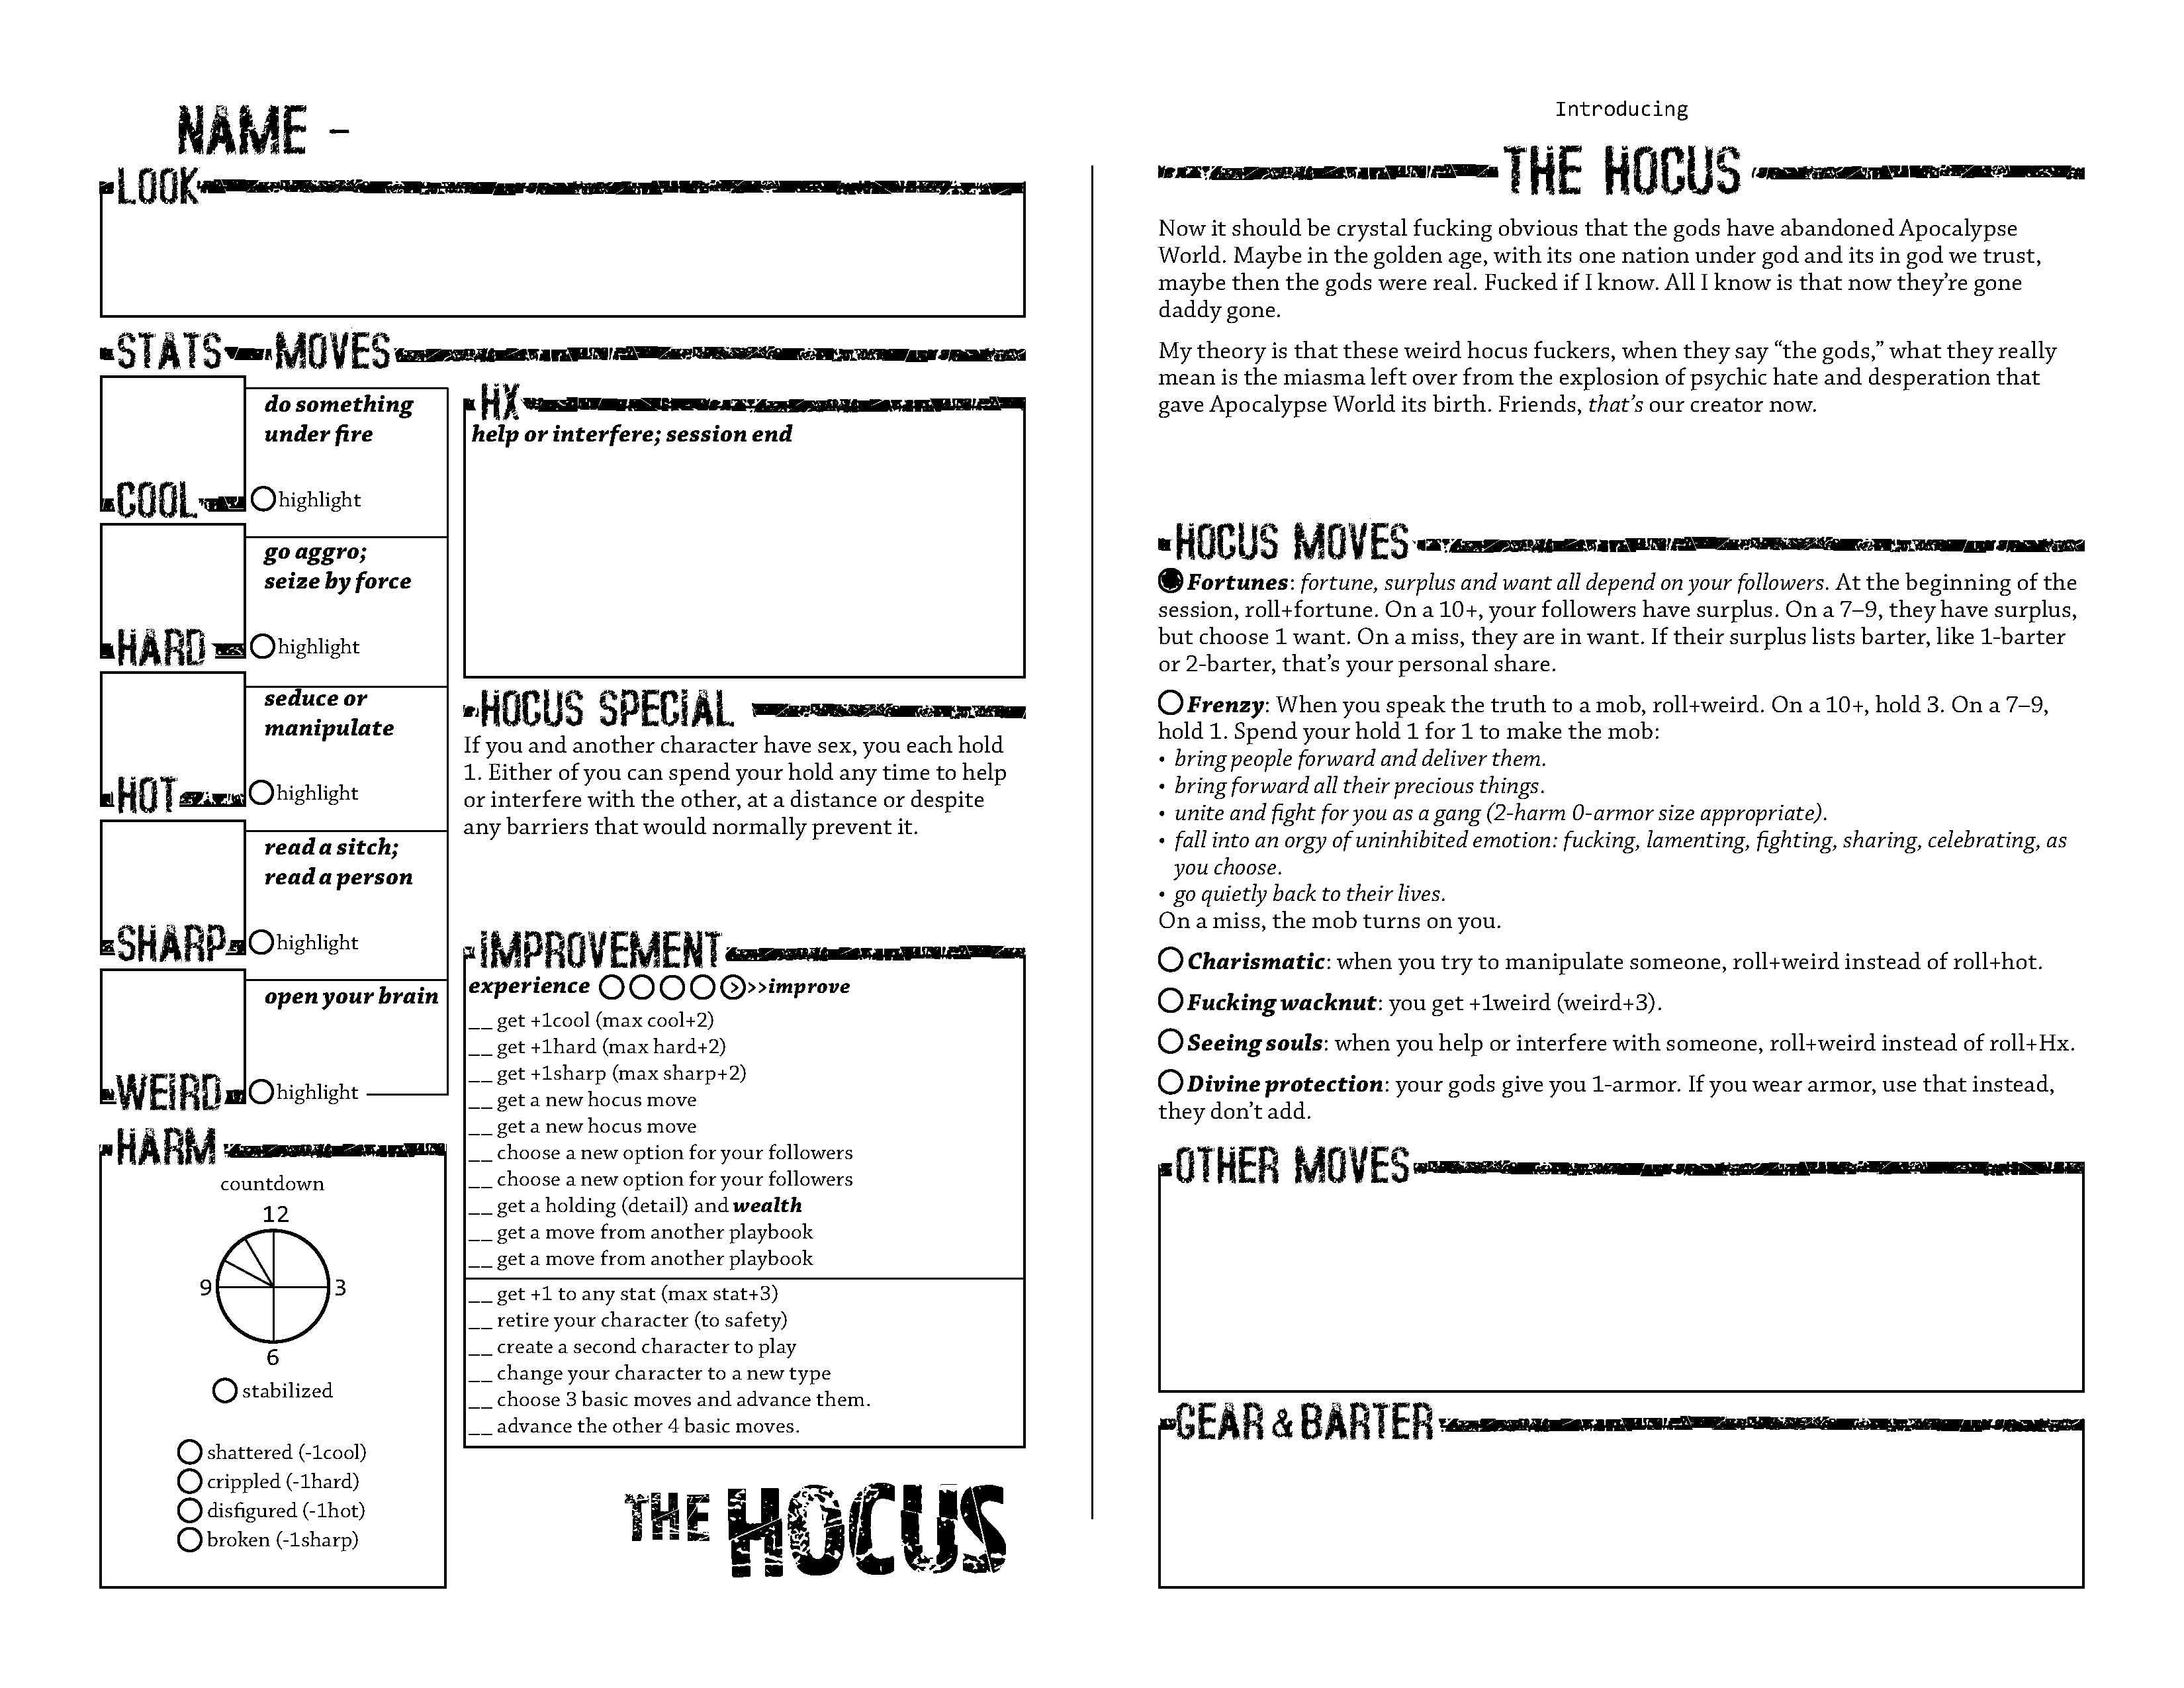 NAME –
LOOK
STATS MOVES
do something
under fire
COOL
highlight
go aggro;
seize by force
HARD
highlight
seduce or
manipulate
HOT
highlight
read a sitch;
read a person
SHARP
highlight
open your brain
WEIRD
highlight
HARM
countdown
12
9
3
6
stabilized
shattered (-1cool)
crippled (-1hard)
disfigured (-1hot)
broken (-1sharp)
HX
help or interfere; session end
HOCUS SPECIAL
If you and another character have sex, you each hold
1. Either of you can spend your hold any time to help
or interfere with the other, at a distance or despite
any barriers that would normally prevent it.
IMPROVEMENT
experience >>>improve
__ get +1cool (max cool+2)
__ get +1hard (max hard+2)
__ get +1sharp (max sharp+2)
__ get a new hocus move
__ get a new hocus move
__ choose a new option for your followers
__ choose a new option for your followers
__ get a holding (detail) and wealth
__ get a move from another playbook
__ get a move from another playbook
__ get +1 to any stat (max stat+3)
__ retire your character (to safety)
__ create a second character to play
__ change your character to a new type
__ choose 3 basic moves and advance them.
__ advance the other 4 basic moves.
THE HOCUS
Introducing
THE HOCUS
Now it should be crystal fucking obvious that the gods have abandoned Apocalypse
World. Maybe in the golden age, with its one nation under god and its in god we trust,
maybe then the gods were real. Fucked if I know. All I know is that now they’re gone
daddy gone.
My theory is that these weird hocus fuckers, when they say “the gods,” what they really
mean is the miasma left over from the explosion of psychic hate and desperation that
gave Apocalypse World its birth. Friends, that’s our creator now.
HOCUS MOVES
Fortunes: fortune, surplus and want all depend on your followers. At the beginning of the
session, roll+fortune. On a 10+, your followers have surplus. On a 7–9, they have surplus,
but choose 1 want. On a miss, they are in want. If their surplus lists barter, like 1-barter
or 2-barter, that’s your personal share.
Frenzy: When you speak the truth to a mob, roll+weird. On a 10+, hold 3. On a 7–9,
hold 1. Spend your hold 1 for 1 to make the mob:
• bring people forward and deliver them.
• bring forward all their precious things.
• unite and fight for you as a gang (2-harm 0-armor size appropriate).
• fall into an orgy of uninhibited emotion: fucking, lamenting, fighting, sharing, celebrating, as
you choose.
• go quietly back to their lives.
On a miss, the mob turns on you.
Charismatic: when you try to manipulate someone, roll+weird instead of roll+hot.
Fucking wacknut: you get +1weird (weird+3).
Seeing souls: when you help or interfere with someone, roll+weird instead of roll+Hx.
Divine protection: your gods give you 1-armor. If you wear armor, use that instead,
they don’t add.
OTHER MOVES
GEAR & BARTER